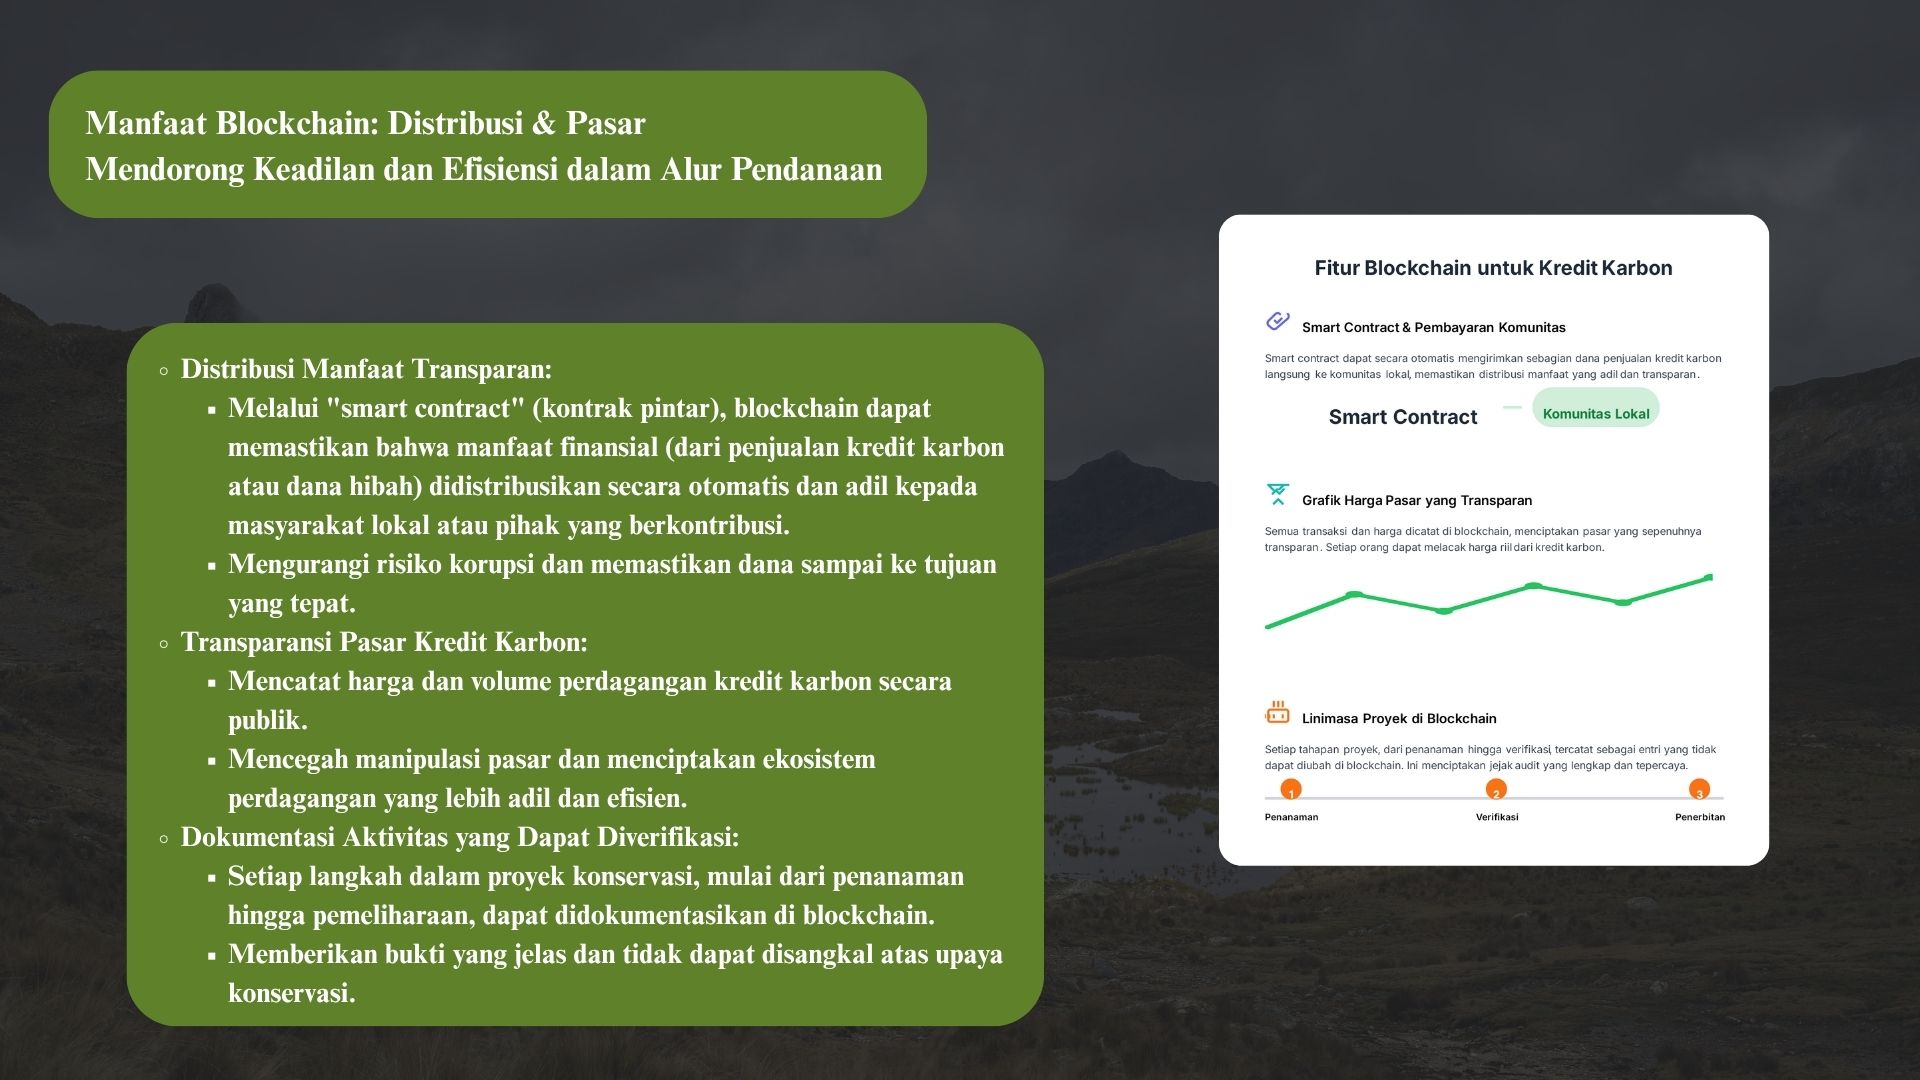 Manfaat Blockchain: Distribusi & Pasar
Mendorong Keadilan dan Efisiensi dalam Alur Pendanaan
Distribusi Manfaat Transparan:
Melalui "smart contract" (kontrak pintar), blockchain dapat
memastikan bahwa manfaat finansial (dari penjualan kredit karbon
atau dana hibah) didistribusikan secara otomatis dan adil kepada
masyarakat lokal atau pihak yang berkontribusi.
Mengurangi risiko korupsi dan memastikan dana sampai ke tujuan
yang tepat.
Transparansi Pasar Kredit Karbon:
Mencatat harga dan volume perdagangan kredit karbon secara
publik.
Mencegah manipulasi pasar dan menciptakan ekosistem
perdagangan yang lebih adil dan efisien.
Dokumentasi Aktivitas yang Dapat Diverifikasi:
Setiap langkah dalam proyek konservasi, mulai dari penanaman
hingga pemeliharaan, dapat didokumentasikan di blockchain.
Memberikan bukti yang jelas dan tidak dapat disangkal atas upaya
konservasi.
Fitur Blockchain untuk Kredit Karbon
Smart Contract & Pembayaran Komunitas
Smart contract dapat secara otomatis mengirimkan sebagian dana penjualan kredit karbon
langsung ke komunitas lokal, memastikan distribusi manfaat yang adil dan transparan.
Smart Contract
Komunitas Lokal
Grafik Harga Pasar yang Transparan
Semua transaksi dan harga dicatat di blockchain, menciptakan pasar yang sepenuhnya
transparan. Setiap orang dapat melacak harga riil dari kredit karbon.
Linimasa Proyek di Blockchain
Setiap tahapan proyek, dari penanaman hingga verifikasi, tercatat sebagai entri yang tidak
dapat diubah di blockchain. Ini menciptakan jejak audit yang lengkap dan tepercaya.
1 2 3
Penanaman Verifikasi Penerbitan